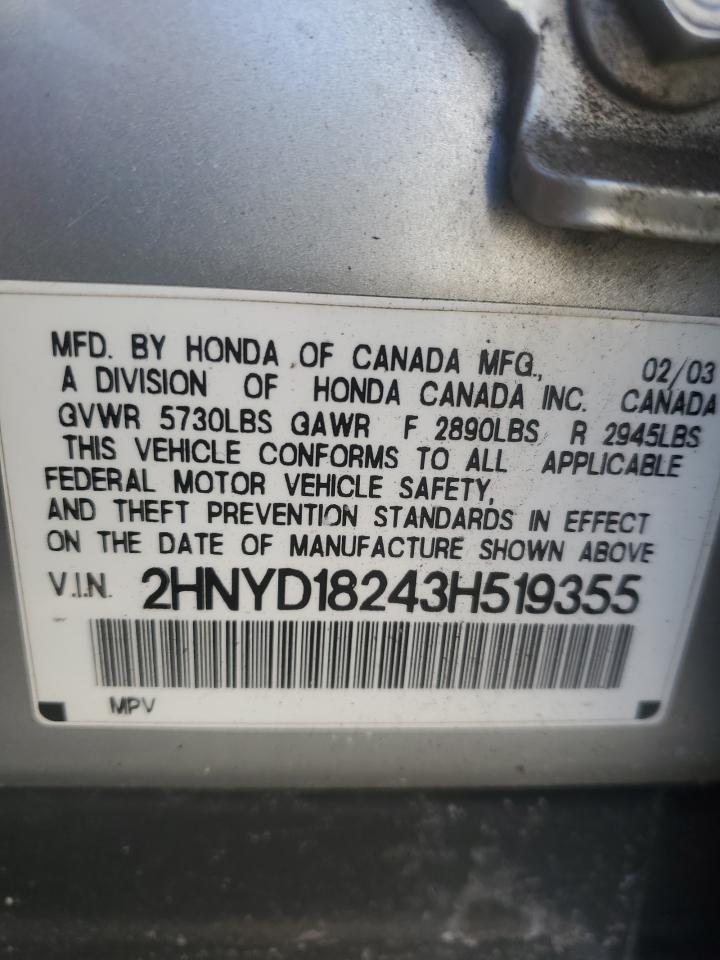 MFD. BY HONDA OF CANADA MFG., 02/03
A DIVISION OF HONDA CANADA INC. CANADA
GVWR 5730LBS GAWR F 2890LBS R 2945LBS
THIS VEHICLE CONFORMS TO ALL APPLICABLE
FEDERAL MOTOR VEHICLE SAFETY,
AND THEFT PREVENTION STANDARDS IN EFFECT
ON THE DATE OF MANUFACTURE SHOWN ABOVE
V.I.N. 2HNYD18243H519355
MPV